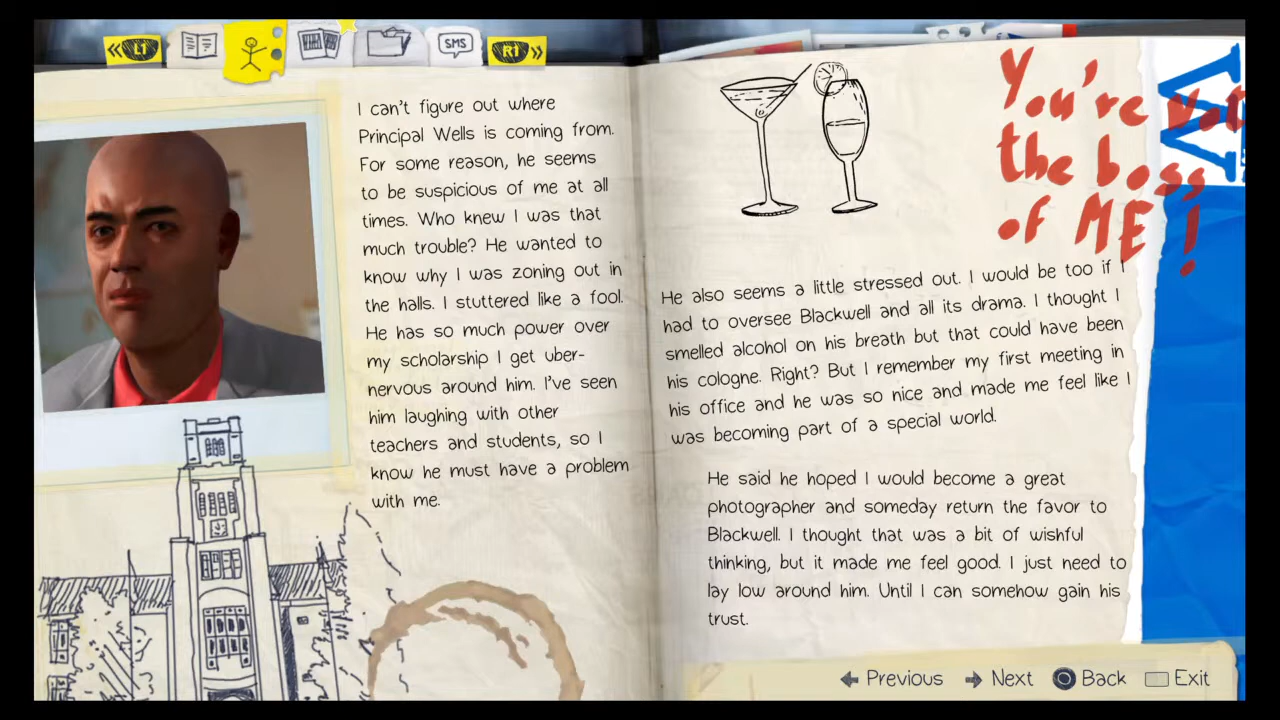 L1
SMS
R1
I can't figure out where
Principal Wells is coming from.
For some reason, he seems
to be suspicious of me at all
times. Who knew I was that
much trouble? He wanted to
know why I was zoning out in
the halls. I stuttered like a fool.
He has so much power over
my scholarship I get uber-
nervous around him. I've seen
him laughing with other
teachers and students, so I
know he must have a problem
with me.
You're not
the boss
of ME!
W
He also seems a little stressed out. I would be too if I
had to oversee Blackwell and all its drama. I thought I
smelled alcohol on his breath but that could have been
his cologne. Right? But I remember my first meeting in
his office and he was so nice and made me feel like I
was becoming part of a special world.
He said he hoped I would become a great
photographer and someday return the favor to
Blackwell. I thought that was a bit of wishful
thinking, but it made me feel good. I just need to
lay low around him. Until I can somehow gain his
trust.
Previous Next Back Exit